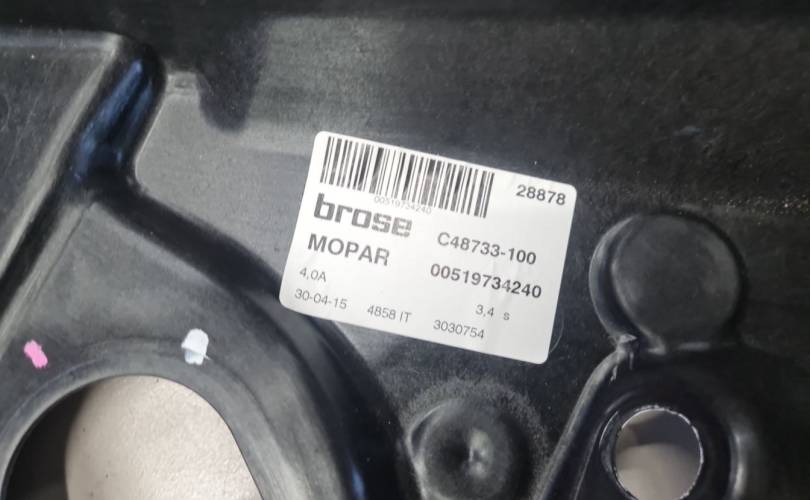 28878
00519734240
brose C48733-100
MOPAR 00519734240
4,0A 3,4 s
30-04-15 4858 IT 3030754